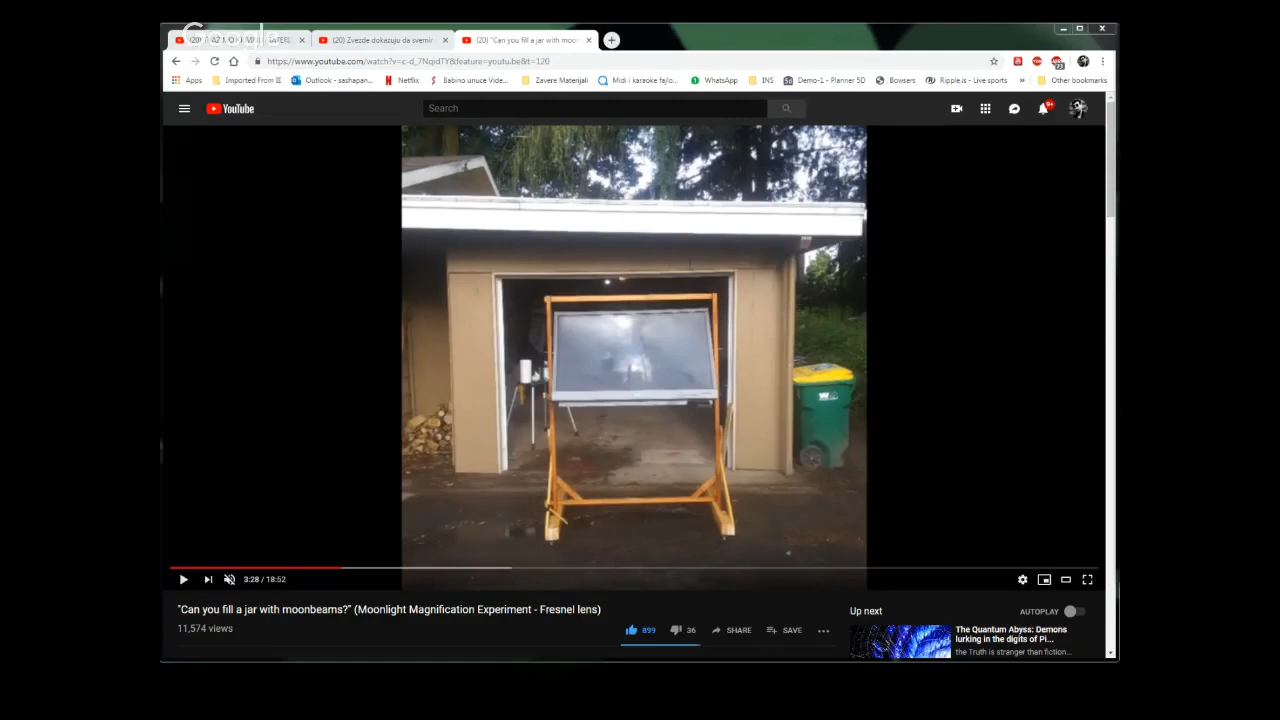 Google
(20) Zvezde dokazuju da svemir
(20) "Can you fill a jar with moon
https://www.youtube.com/watch?v=c-d_7NqidTY&feature=youtu.be&t=120
Apps Imported From IE Outlook - sashapan... Netflix Babino unuce Vide... Zavere Materijali Midi i karaoke fajlo... WhatsApp INS Demo-1 - Planner 5D Bowsers Ripple.is - Live sports » Other bookmarks
YouTube
Search
9+
3:28 / 18:52
"Can you fill a jar with moonbeams?" (Moonlight Magnification Experiment - Fresnel lens)
11,574 views
899 36 SHARE SAVE
Up next AUTOPLAY
The Quantum Abyss: Demons
lurking in the digits of Pi...
the Truth is stranger than fiction...